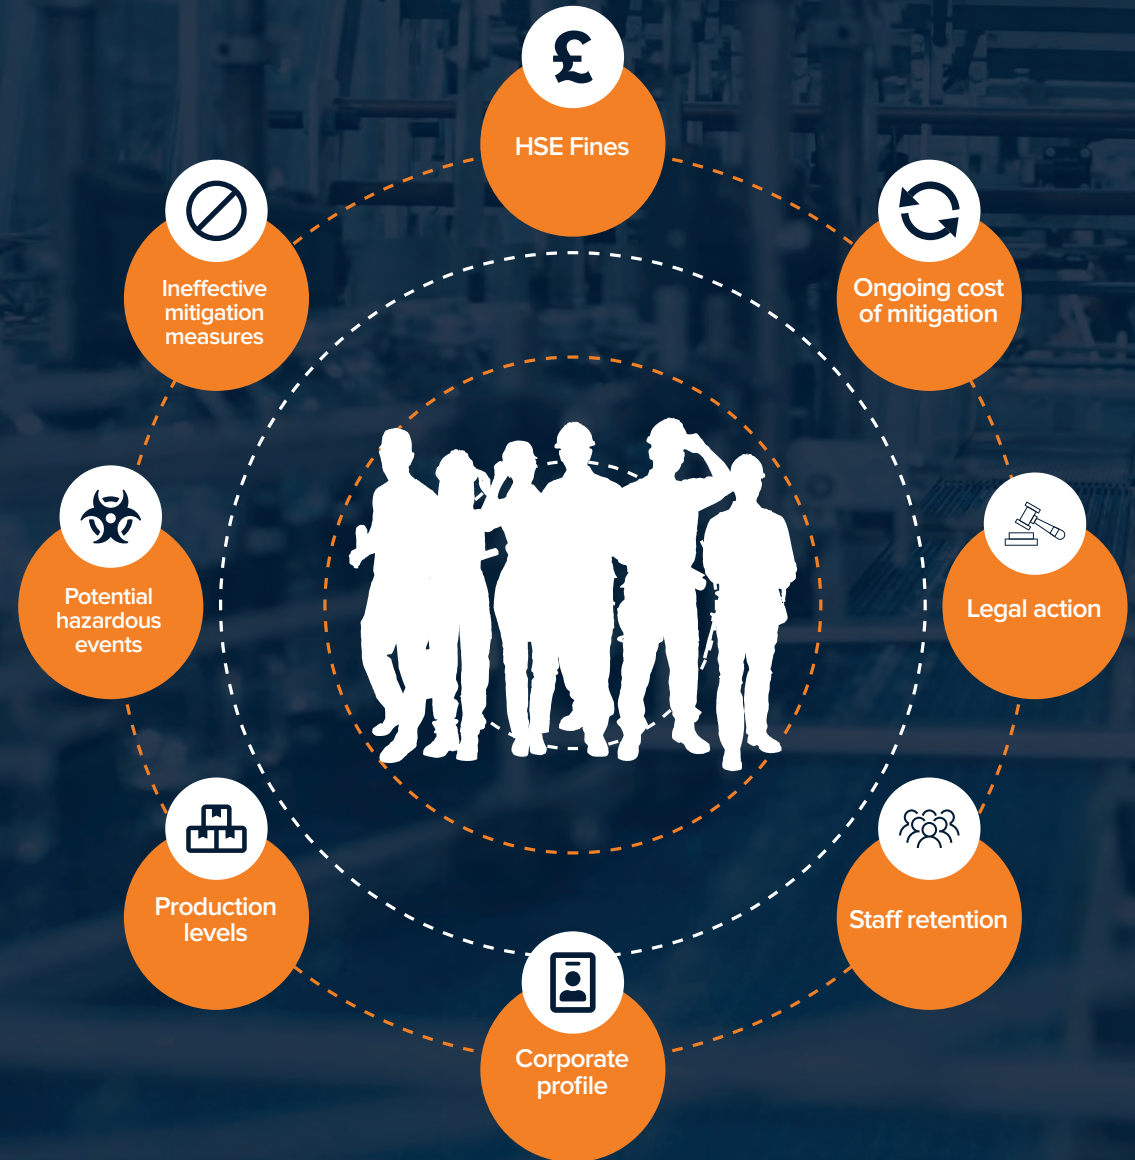 £
HSE Fines
Ongoing cost
of mitigation
Legal action
Staff retention
Corporate
profile
Production
levels
Potential
hazardous
events
Ineffective
mitigation
measures